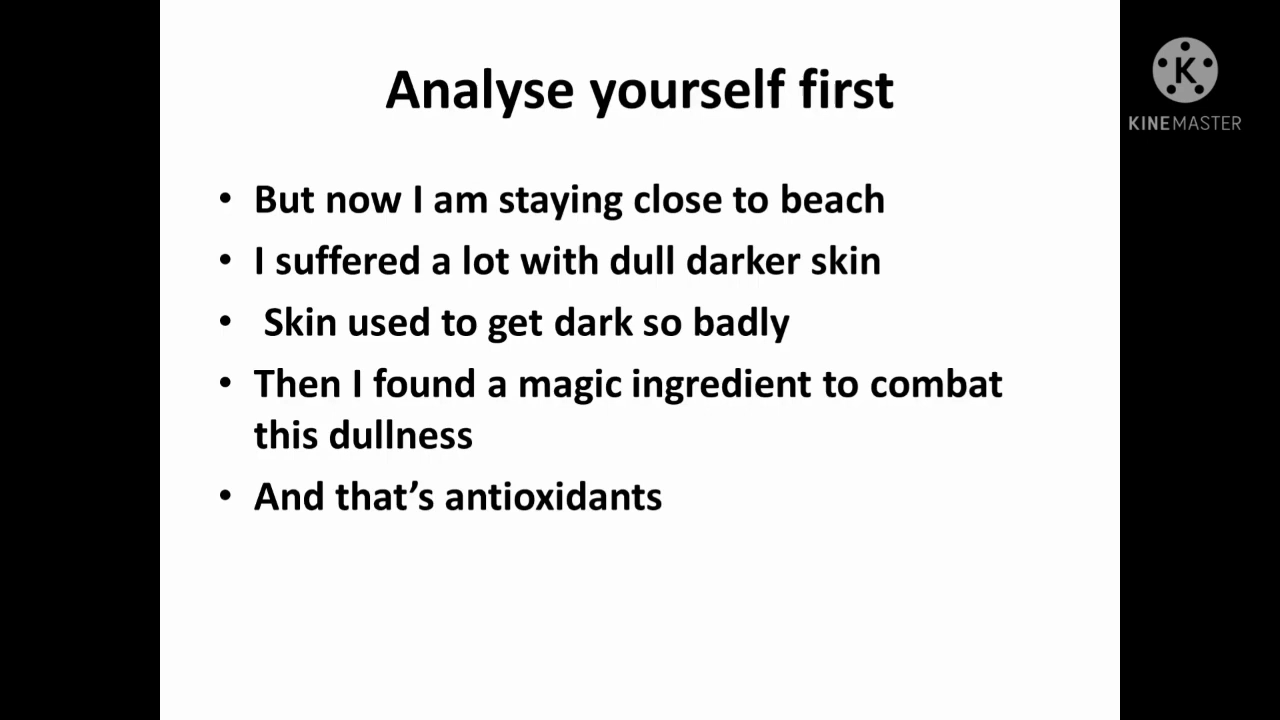 Analyse yourself first
K
KINEMASTER
• But now I am staying close to beach
• I suffered a lot with dull darker skin
• Skin used to get dark so badly
• Then I found a magic ingredient to combat
this dullness
• And that’s antioxidants